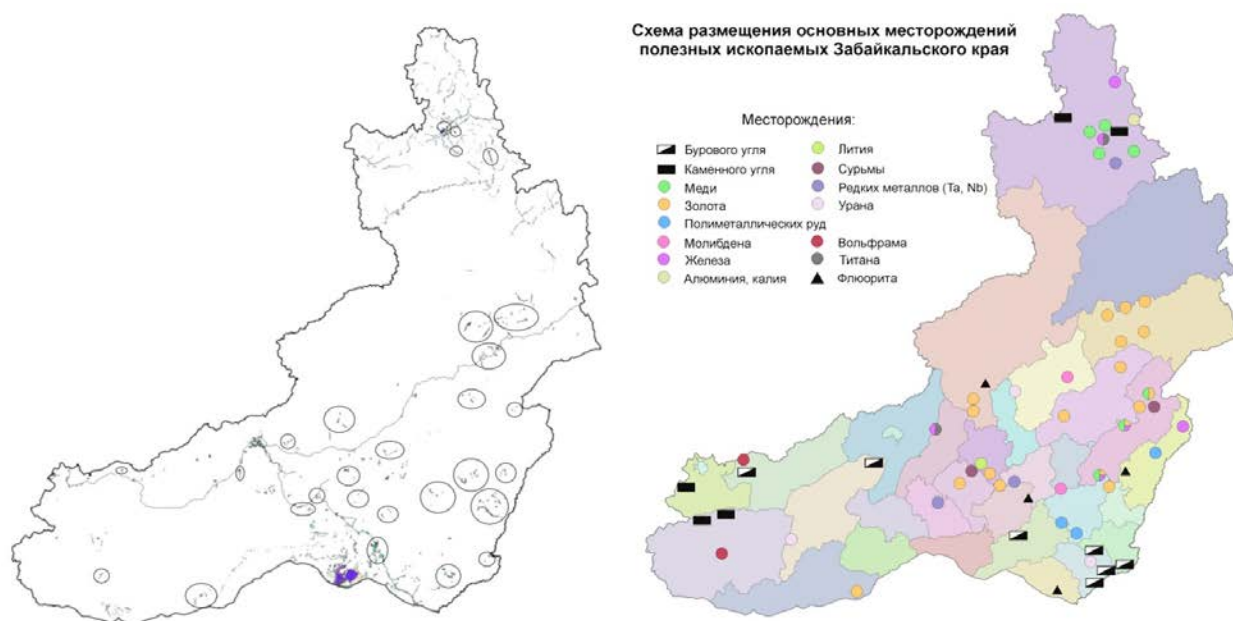 Схема размещения основных месторождений
полезных ископаемых Забайкальского края
Месторождения:
Бурового угля
Каменного угля
Меди
Золота
Полиметаллических руд
Молибдена
Железа
Алюминия, калия
Лития
Сурьмы
Редких металлов (Ta, Nb)
Урана
Вольфрама
Титана
Флюорита